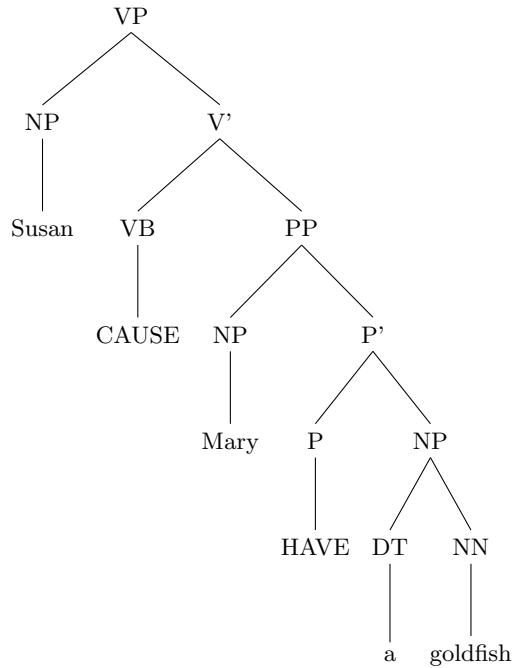 VP
NP V'
Susan VB PP
CAUSE NP P'
Mary P NP
HAVE DT NN
a goldfish